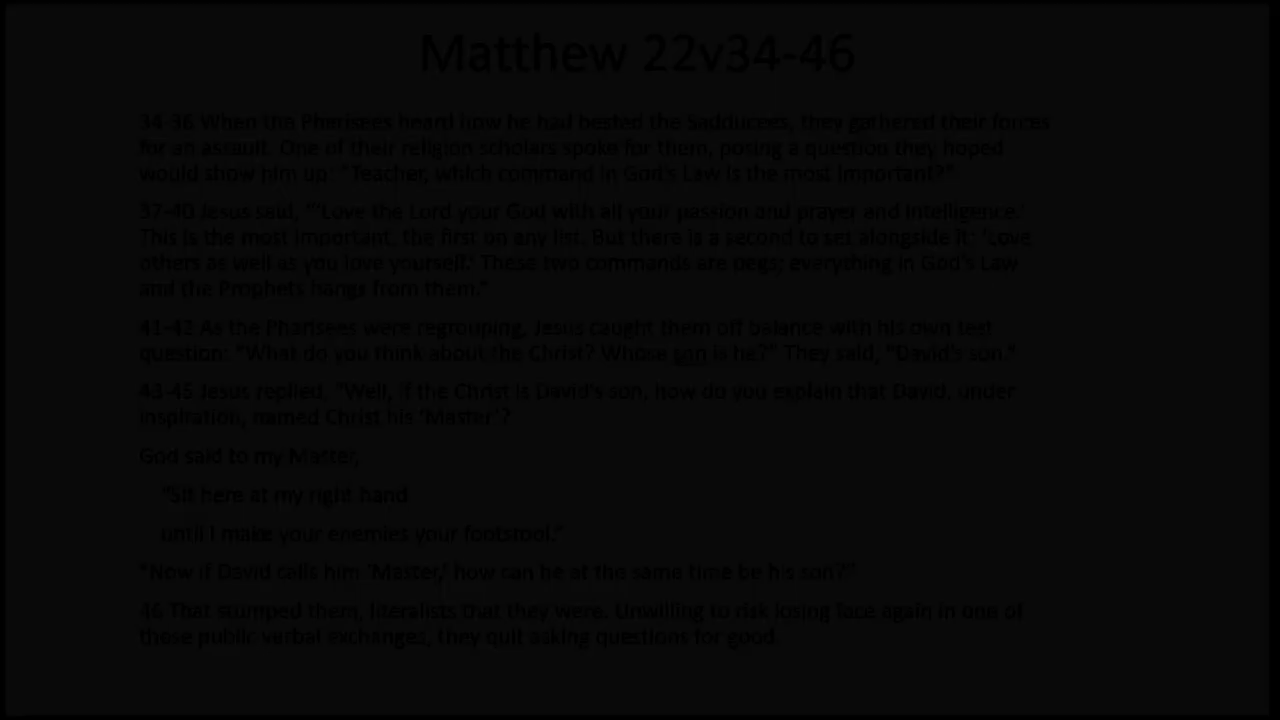 Matthew 22v34-46
34-36 When the Pharisees heard how he had bested the Sadducees, they gathered their forces
for an assault. One of their religion scholars spoke for them, posing a question they hoped
would show him up: "Teacher, which command in God's Law is the most important?"
37-40 Jesus said, "'Love the Lord your God with all your passion and prayer and intelligence.'
This is the most important, the first on any list. But there is a second to set alongside it: 'Love
others as well as you love yourself.' These two commands are pegs; everything in God's Law
and the Prophets hangs from them."
41-42 As the Pharisees were regrouping, Jesus caught them off balance with his own test
question: "What do you think about the Christ? Whose son is he?" They said, "David's son."
43-45 Jesus replied, "Well, if the Christ is David's son, how do you explain that David, under
inspiration, named Christ his 'Master'?
God said to my Master,
"Sit here at my right hand
until I make your enemies your footstool."
"Now if David calls him 'Master,' how can he at the same time be his son?"
46 That stumped them, literalists that they were. Unwilling to risk losing face again in one of
these public verbal exchanges, they quit asking questions for good.